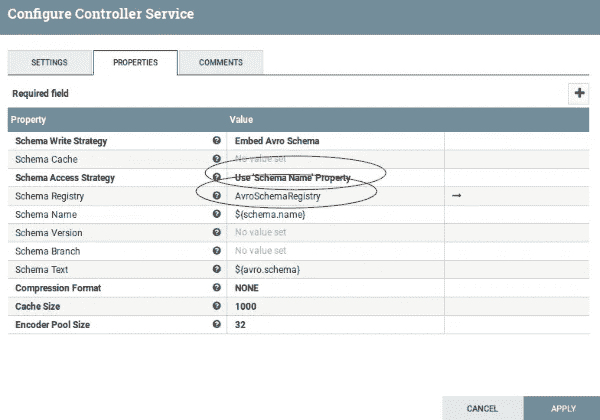 Configure Controller Service
SETTINGS PROPERTIES COMMENTS
Required field
Property Value
Schema Write Strategy Embed Avro Schema
Schema Cache No value set
Schema Access Strategy Use 'Schema Name' Property
Schema Registry AvroSchemaRegistry
Schema Name ${schema.name}
Schema Version No value set
Schema Branch No value set
Schema Text ${avro.schema}
Compression Format NONE
Cache Size 1000
Encoder Pool Size 32
CANCEL APPLY